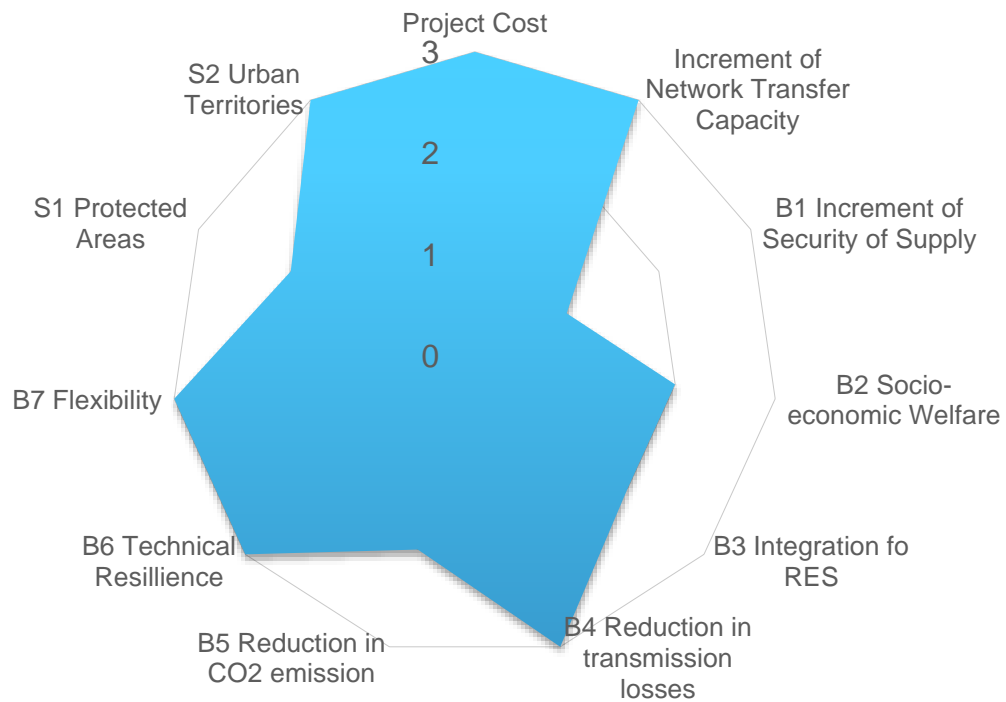 Project Cost
3
2
1
0
Increment of
Network Transfer
Capacity
B1 Increment of
Security of Supply
B2 Socio-
economic Welfare
B3 Integration fo
RES
B4 Reduction in
transmission
losses
B5 Reduction in
CO2 emission
B6 Technical
Resillience
B7 Flexibility
S1 Protected
Areas
S2 Urban
Territories